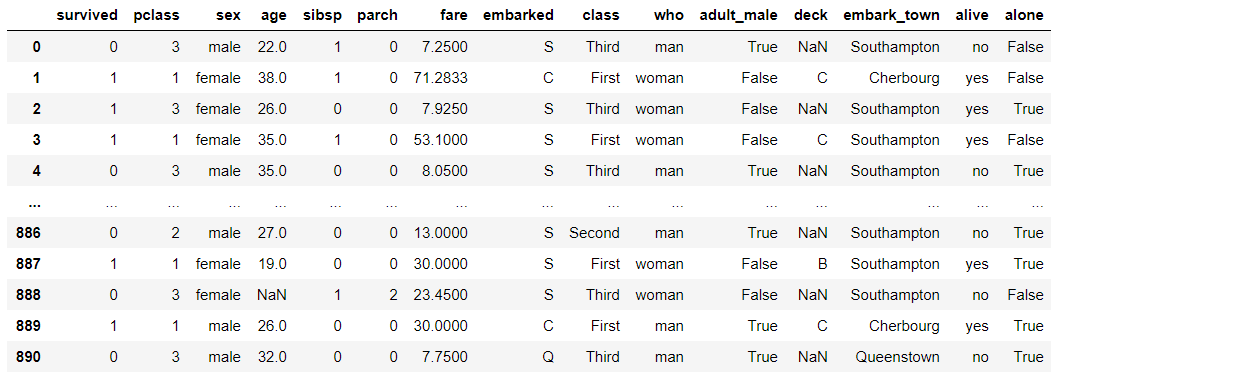 survived pclass sex age sibsp parch fare embarked class who adult_male deck embark_town alive alone
0 0 3 male 22.0 1 0 7.2500 S Third man True NaN Southampton no False
1 1 1 female 38.0 1 0 71.2833 C First woman False C Cherbourg yes False
2 1 3 female 26.0 0 0 7.9250 S Third woman False NaN Southampton yes True
3 1 1 female 35.0 1 0 53.1000 S First woman False C Southampton yes False
4 0 3 male 35.0 0 0 8.0500 S Third man True NaN Southampton no True
... ... ... ... ... ... ... ... ... ... ... ... ... ... ... ...
886 0 2 male 27.0 0 0 13.0000 S Second man True NaN Southampton no True
887 1 1 female 19.0 0 0 30.0000 S First woman False B Southampton yes True
888 0 3 female NaN 1 2 23.4500 S Third woman False NaN Southampton no False
889 1 1 male 26.0 0 0 30.0000 C First man True C Cherbourg yes True
890 0 3 male 32.0 0 0 7.7500 Q Third man True NaN Queenstown no True